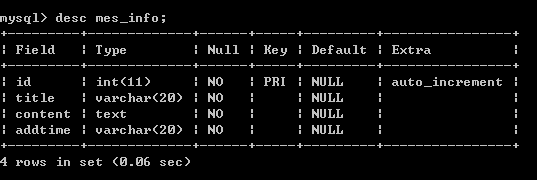 mysql> desc mes_info;
+---------+-------------+------+-----+---------+----------------+
| Field | Type | Null | Key | Default | Extra |
+---------+-------------+------+-----+---------+----------------+
| id | int(11) | NO | PRI | NULL | auto_increment |
| title | varchar(20) | NO | | NULL | |
| content | text | NO | | NULL | |
| addtime | varchar(20) | NO | | NULL | |
+---------+-------------+------+-----+---------+----------------+
4 rows in set (0.06 sec)